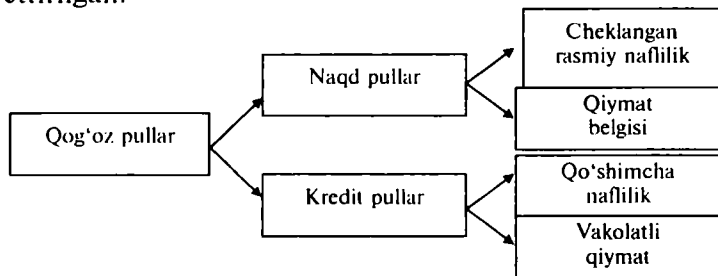 Cheklangan
rasmiy naflilik
Naqd pullar
Qiymat
belgisi
Qog‘oz pullar
Qo‘shimcha
naflilik
Kredit pullar
Vakolatli
qiymat